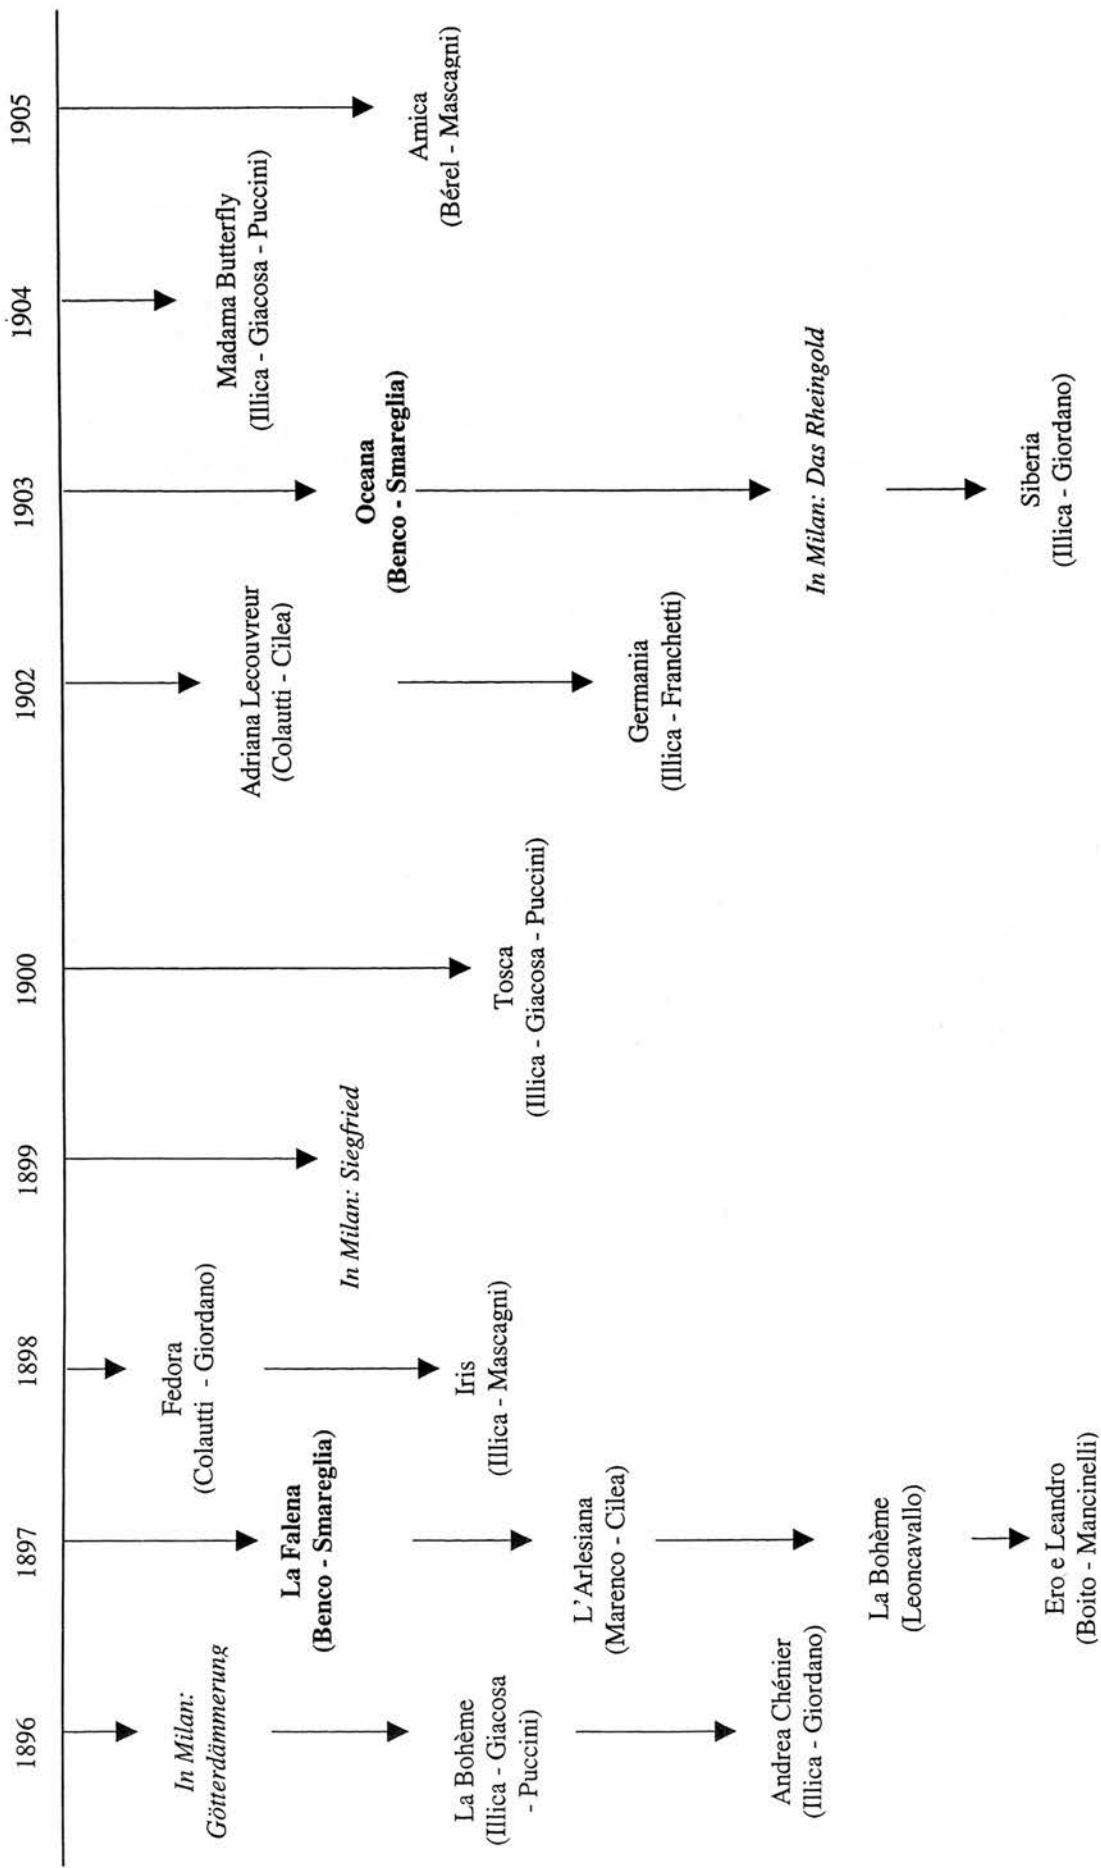 1896
1897
1898
1899
1900
1902
1903
1904
1905
In Milan:
Götterdämmerung
La Bohème
(Illica - Giacosa
- Puccini)
Andrea Chénier
(Illica - Giordano)
La Falena
(Benco - Smareglia)
L'Arlesiana
(Marenco - Cilea)
La Bohème
(Leoncavallo)
Ero e Leandro
(Boito - Mancinelli)
Fedora
(Colautti - Giordano)
Iris
(Illica - Mascagni)
In Milan: Siegfried
Tosca
(Illica - Giacosa - Puccini)
Adriana Lecouvreur
(Colautti - Cilea)
Germania
(Illica - Franchetti)
Oceana
(Benco - Smareglia)
In Milan: Das Rheingold
Siberia
(Illica - Giordano)
Madama Butterfly
(Illica - Giacosa - Puccini)
Amica
(Bérel - Mascagni)